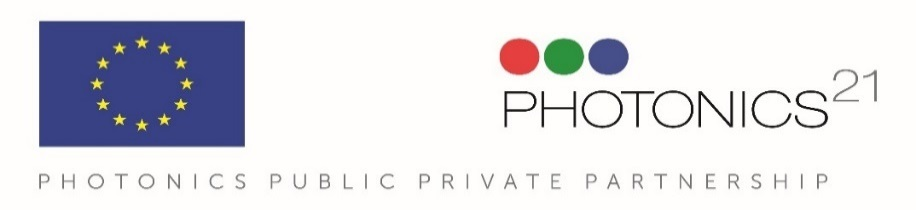 PHOTONICS²¹
PHOTONICS PUBLIC PRIVATE PARTNERSHIP